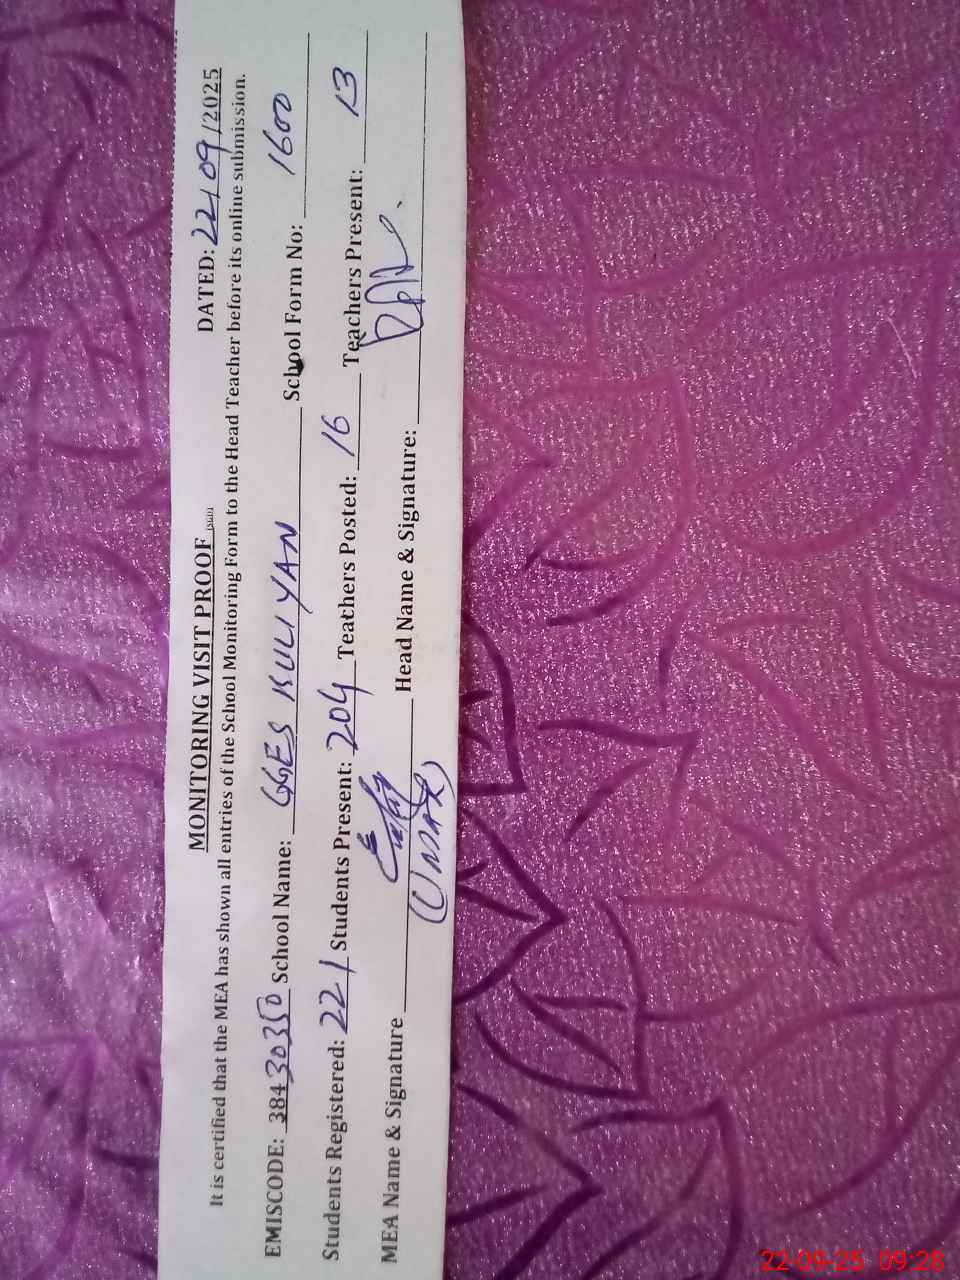 MONITORING VISIT PROOF DATED: 22/09/2025
It is certified that the MEA has shown all entries of the School Monitoring Form to the Head Teacher before its online submission.
EMISCODE: 38430350 School Name: GGES KULIYAN School Form No: 1600
Students Registered: 221 Students Present: 204 Teachers Posted: 16 Teachers Present: 13
MEA Name & Signature Head Name & Signature:
(UMAR)
22-09-25 09:28